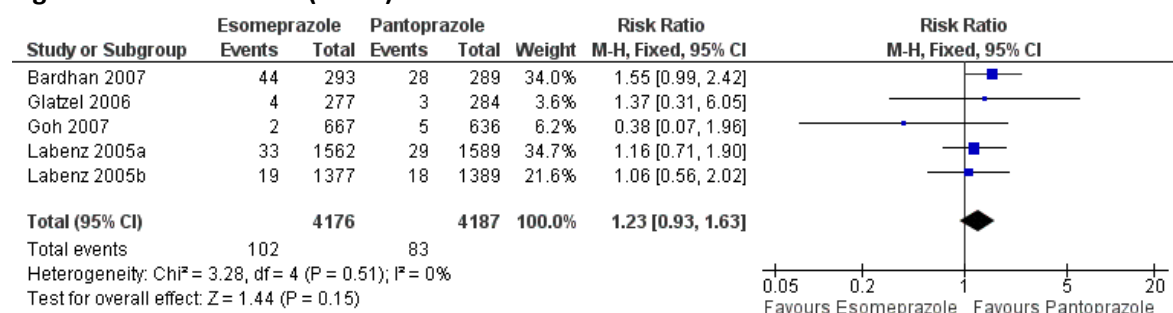 Esomeprazole Pantoprazole Risk Ratio Risk Ratio
Study or Subgroup Events Total Events Total Weight M-H, Fixed, 95% CI M-H, Fixed, 95% CI
Bardhan 2007 44 293 28 289 34.0% 1.55 [0.99, 2.42]
Glatzel 2006 4 277 3 284 3.6% 1.37 [0.31, 6.05]
Goh 2007 2 667 5 636 6.2% 0.38 [0.07, 1.96]
Labenz 2005a 33 1562 29 1589 34.7% 1.16 [0.71, 1.90]
Labenz 2005b 19 1377 18 1389 21.6% 1.06 [0.56, 2.02]
Total (95% CI) 4176 4187 100.0% 1.23 [0.93, 1.63]
Total events 102 83
Heterogeneity: Chi² = 3.28, df = 4 (P = 0.51); I² = 0%
Test for overall effect: Z = 1.44 (P = 0.15)
0.05 0.2 1 5 20
Favours Esomeprazole Favours Pantoprazole